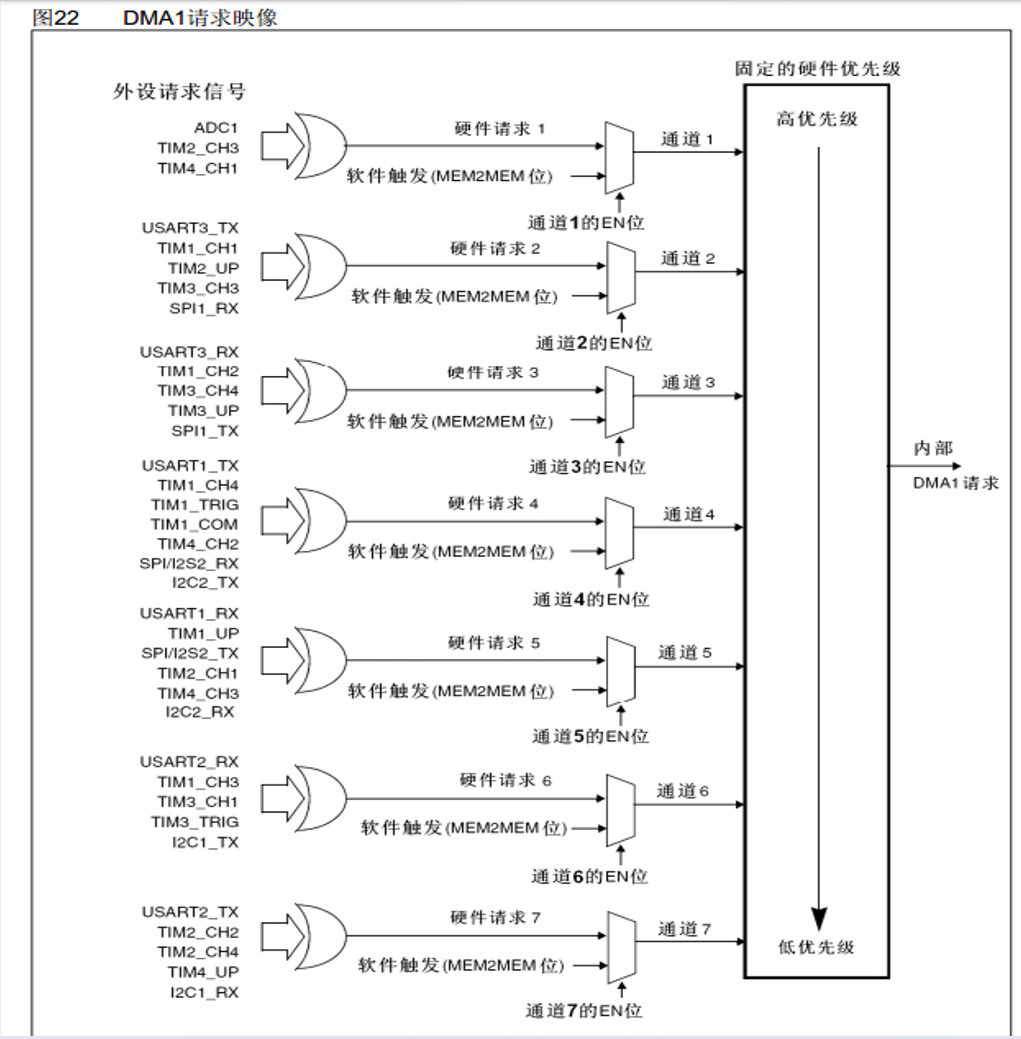 图22 DMA1请求映像
固定的硬件优先级
外设请求信号
高优先级
ADC1
TIM2_CH3
TIM4_CH1
硬件请求 1
软件触发(MEM2MEM 位)
通道1
通道1的EN位
USART3_TX
TIM1_CH1
TIM2_UP
TIM3_CH3
SPI1_RX
硬件请求 2
软件触发(MEM2MEM 位)
通道2
通道2的EN位
USART3_RX
TIM1_CH2
TIM3_CH4
TIM3_UP
SPI1_TX
硬件请求 3
软件触发(MEM2MEM 位)
通道3
通道3的EN位
内部
DMA1请求
USART1_TX
TIM1_CH4
TIM1_TRIG
TIM1_COM
TIM4_CH2
SPI/I2S2_RX
I2C2_TX
硬件请求 4
软件触发(MEM2MEM 位)
通道4
通道4的EN位
USART1_RX
TIM1_UP
SPI/I2S2_TX
TIM2_CH1
TIM4_CH3
I2C2_RX
硬件请求 5
软件触发(MEM2MEM 位)
通道5
通道5的EN位
USART2_RX
TIM1_CH3
TIM3_CH1
TIM3_TRIG
I2C1_TX
硬件请求 6
软件触发(MEM2MEM 位)
通道6
通道6的EN位
USART2_TX
TIM2_CH2
TIM2_CH4
TIM4_UP
I2C1_RX
硬件请求 7
软件触发(MEM2MEM 位)
通道7
通道7的EN位
低优先级